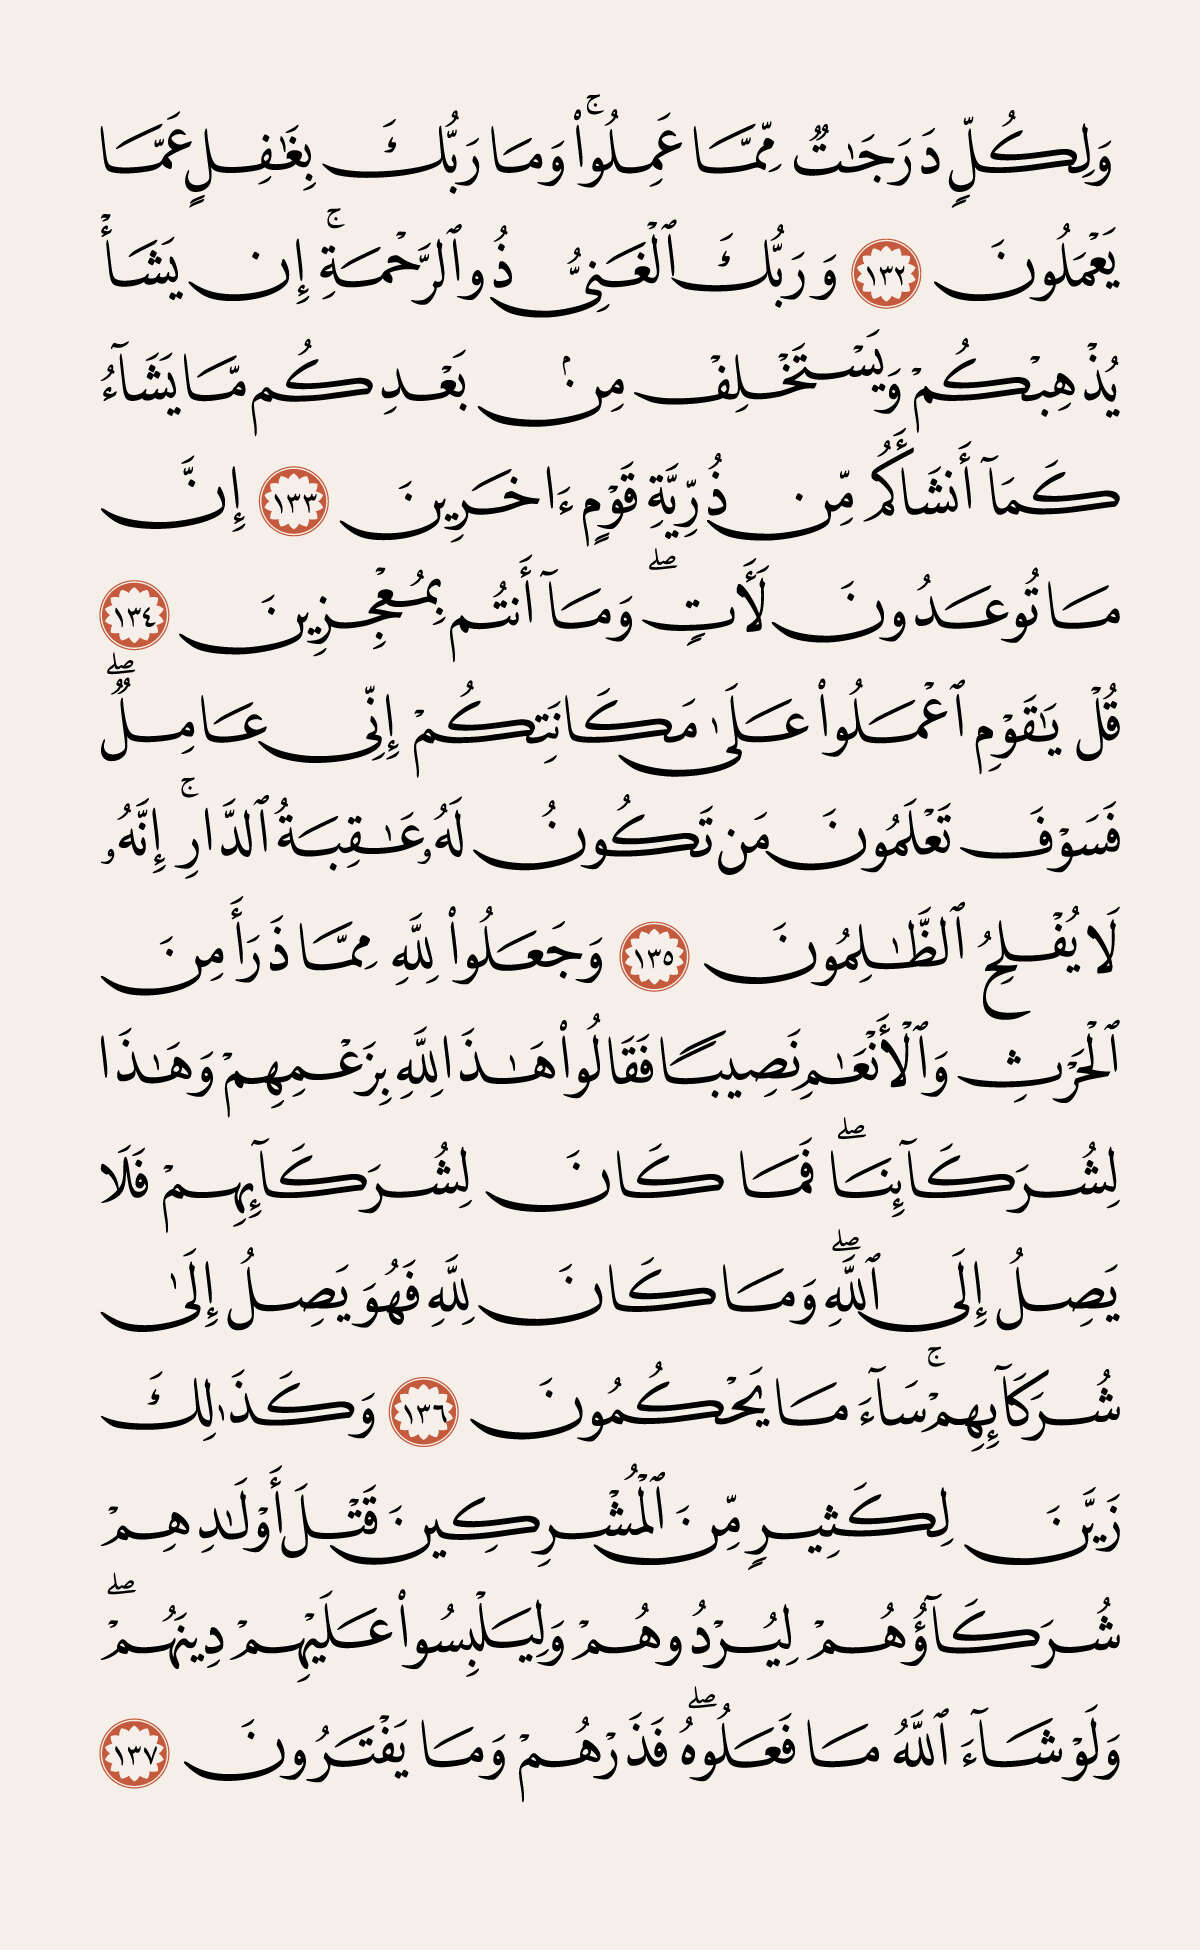 وَلِكُلٍّ دَرَجَٰتٌ مِّمَّا عَمِلُوا۟ ۚ وَمَا رَبُّكَ بِغَٰفِلٍ عَمَّا
يَعْمَلُونَ ١٣٢ وَرَبُّكَ ٱلْغَنِىُّ ذُو ٱلرَّحْمَةِ ۚ إِن يَشَأْ
يُذْهِبْكُمْ وَيَسْتَخْلِفْ مِنۢ بَعْدِكُم مَّا يَشَآءُ
كَمَآ أَنشَأَكُم مِّن ذُرِّيَّةِ قَوْمٍ ءَاخَرِينَ ١٣٣ إِنَّ
مَا تُوعَدُونَ لَأٓتٍ ۖ وَمَآ أَنتُم بِمُعْجِزِينَ ١٣٤
قُلْ يَٰقَوْمِ ٱعْمَلُوا۟ عَلَىٰ مَكَانَتِكُمْ إِنِّى عَامِلٌ ۖ
فَسَوْفَ تَعْلَمُونَ مَن تَكُونُ لَهُۥ عَٰقِبَةُ ٱلدَّارِ ۚ إِنَّهُۥ
لَا يُفْلِحُ ٱلظَّٰلِمُونَ ١٣٥ وَجَعَلُوا۟ لِلَّهِ مِمَّا ذَرَأَ مِنَ
ٱلْحَرْثِ وَٱلْأَنْعَٰمِ نَصِيبًا فَقَالُوا۟ هَٰذَا لِلَّهِ بِزَعْمِهِمْ وَهَٰذَا
لِشُرَكَآئِنَا ۖ فَمَا كَانَ لِشُرَكَآئِهِمْ فَلَا
يَصِلُ إِلَى ٱللَّهِ ۖ وَمَا كَانَ لِلَّهِ فَهُوَ يَصِلُ إِلَىٰ
شُرَكَآئِهِمْ ۗ سَآءَ مَا يَحْكُمُونَ ١٣٦ وَكَذَٰلِكَ
زَيَّنَ لِكَثِيرٍ مِّنَ ٱلْمُشْرِكِينَ قَتْلَ أَوْلَٰدِهِمْ
شُرَكَآؤُهُمْ لِيُرْدُوهُمْ وَلِيَلْبِسُوا۟ عَلَيْهِمْ دِينَهُمْ ۖ
وَلَوْ شَآءَ ٱللَّهُ مَا فَعَلُوهُ ۖ فَذَرْهُمْ وَمَا يَفْتَرُونَ ١٣٧